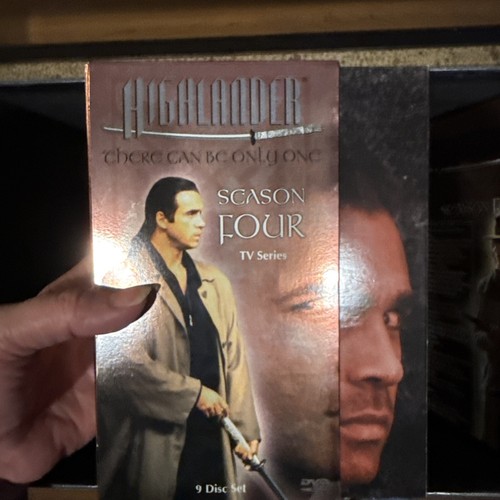 HIGHLANDER
THERE CAN BE ONLY ONE
SEASON
FOUR
TV Series
9 Disc Set